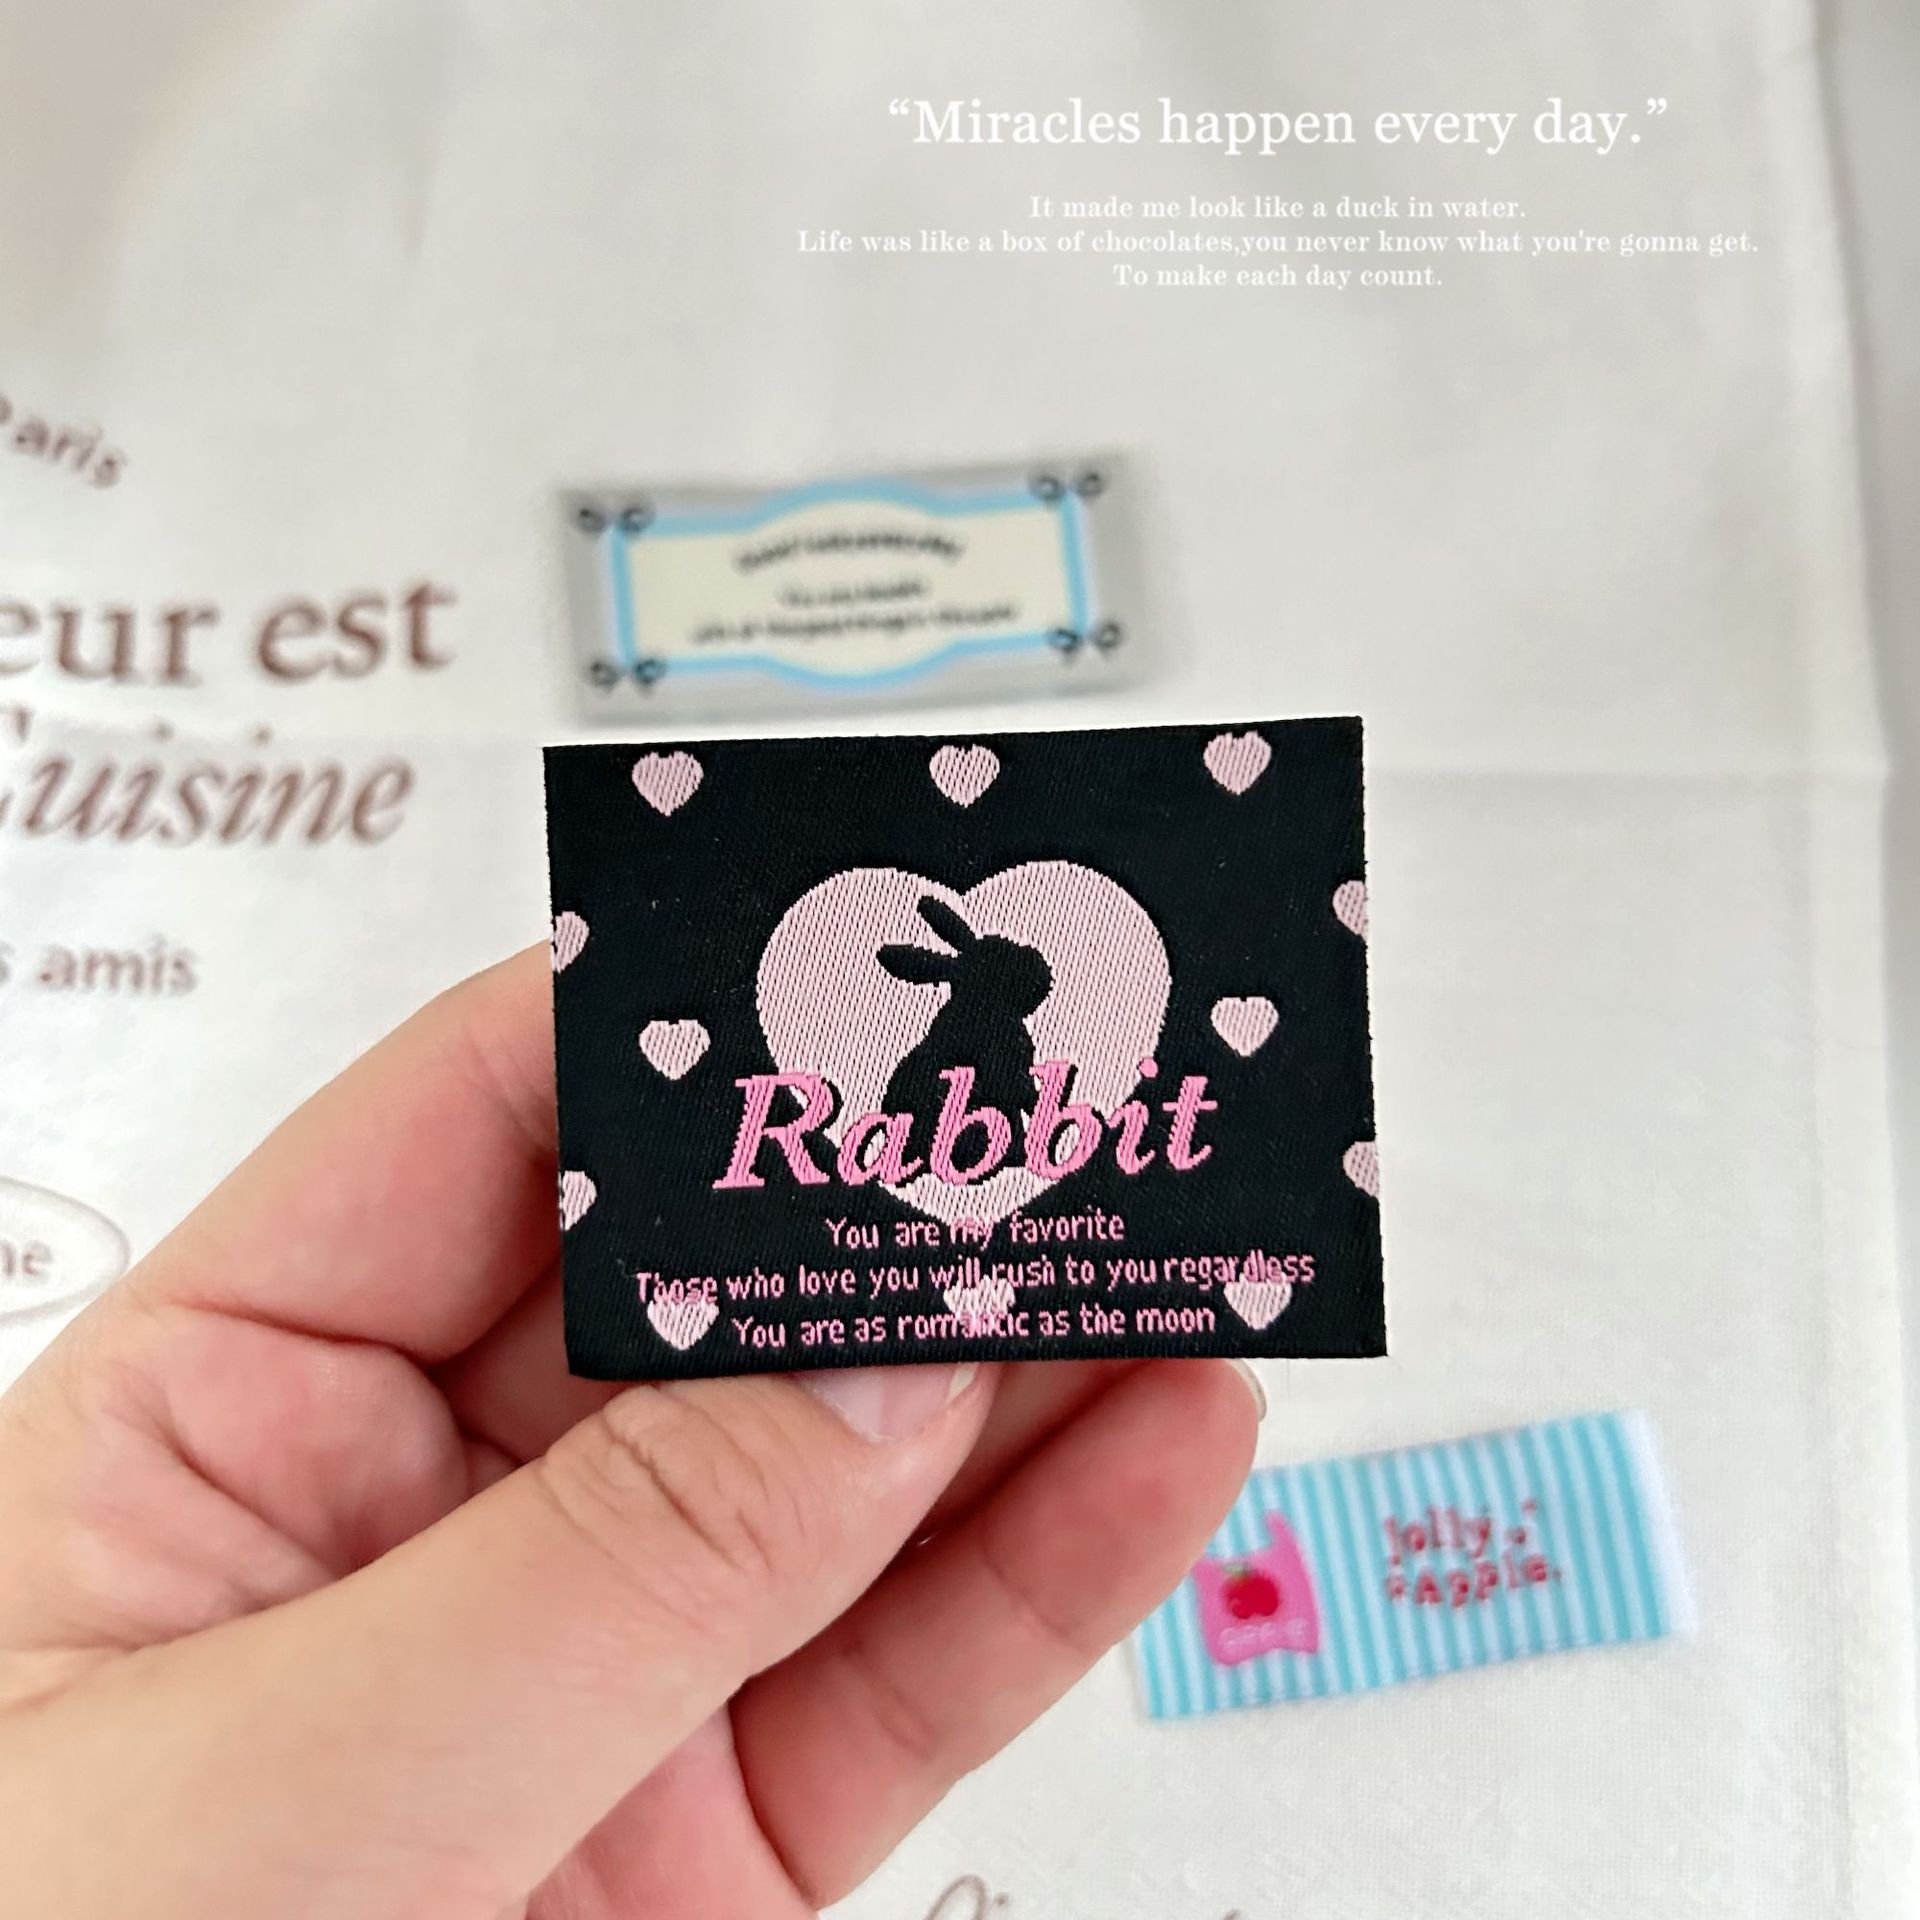 “Miracles happen every day.”
It made me look like a duck in water.
Life was like a box of chocolates,you never know what you're gonna get.
To make each day count.
Paris
eur est
Cuisine
s amis
ne
Rabbit
You are my favorite
Those who love you will rush to you regardless
You are as romantic as the moon
Jolly
Apple.